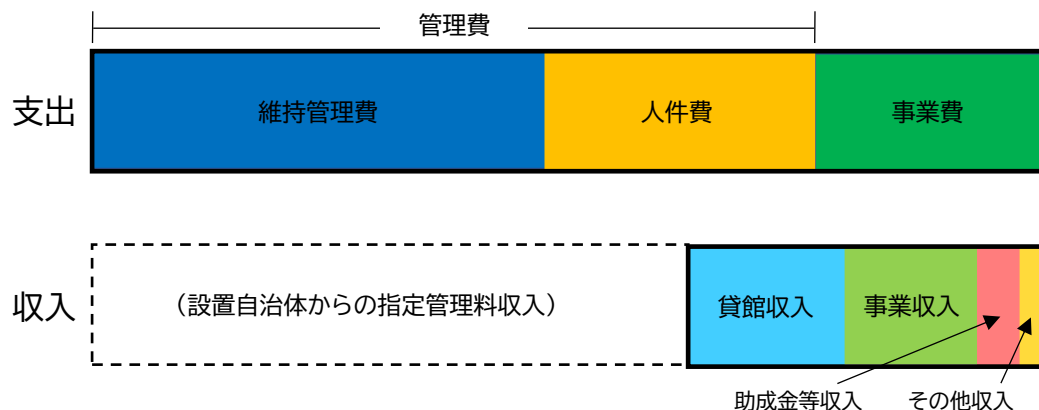 管理費
支出
維持管理費
人件費
事業費
収入
（設置自治体からの指定管理料収入）
貸館収入
事業収入
助成金等収入
その他収入